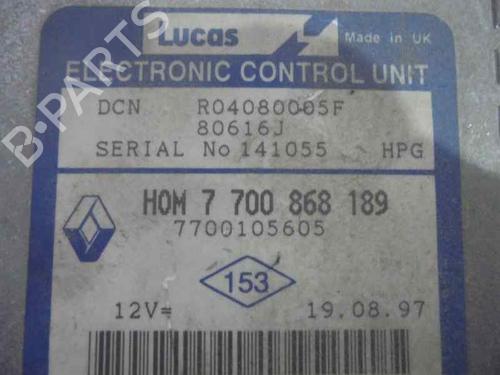 B-PARTS
Lucas
Made in UK
ELECTRONIC CONTROL UNIT
DCN R04080005F
80616J
SERIAL No 141055 HPG
HOM 7 700 868 189
7700105605
153
12V= 19.08.97